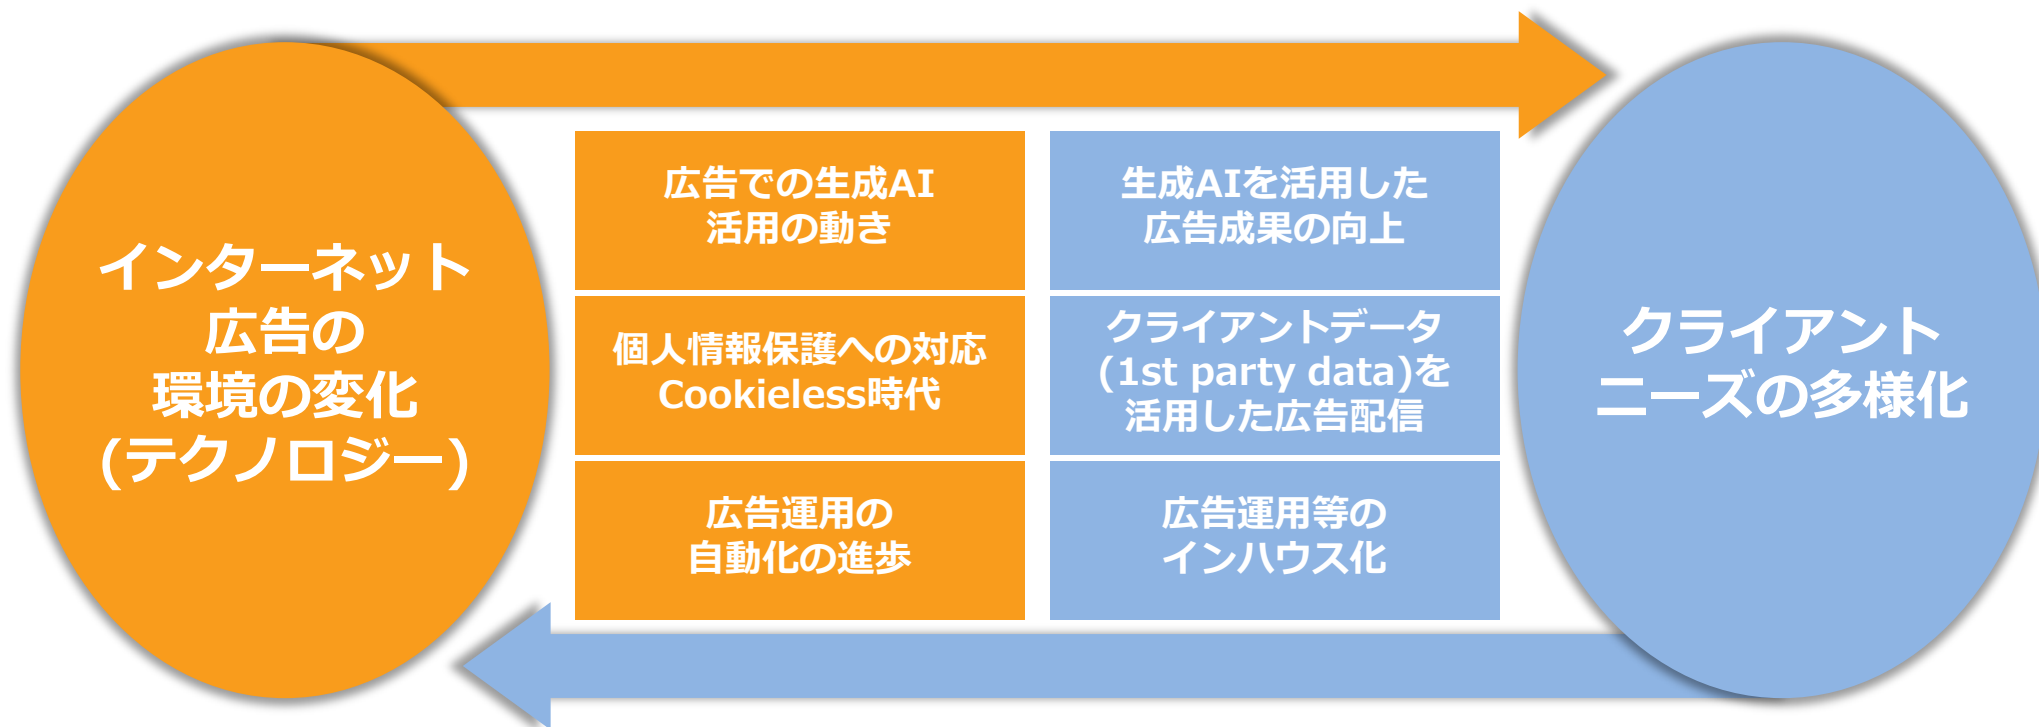 インターネット
広告の
環境の変化
(テクノロジー)
広告での生成AI
活用の動き
生成AIを活用した
広告成果の向上
個人情報保護への対応
Cookieless時代
クライアントデータ
(1st party data)を
活用した広告配信
広告運用の
自動化の進歩
広告運用等の
インハウス化
クライアント
ニーズの多様化